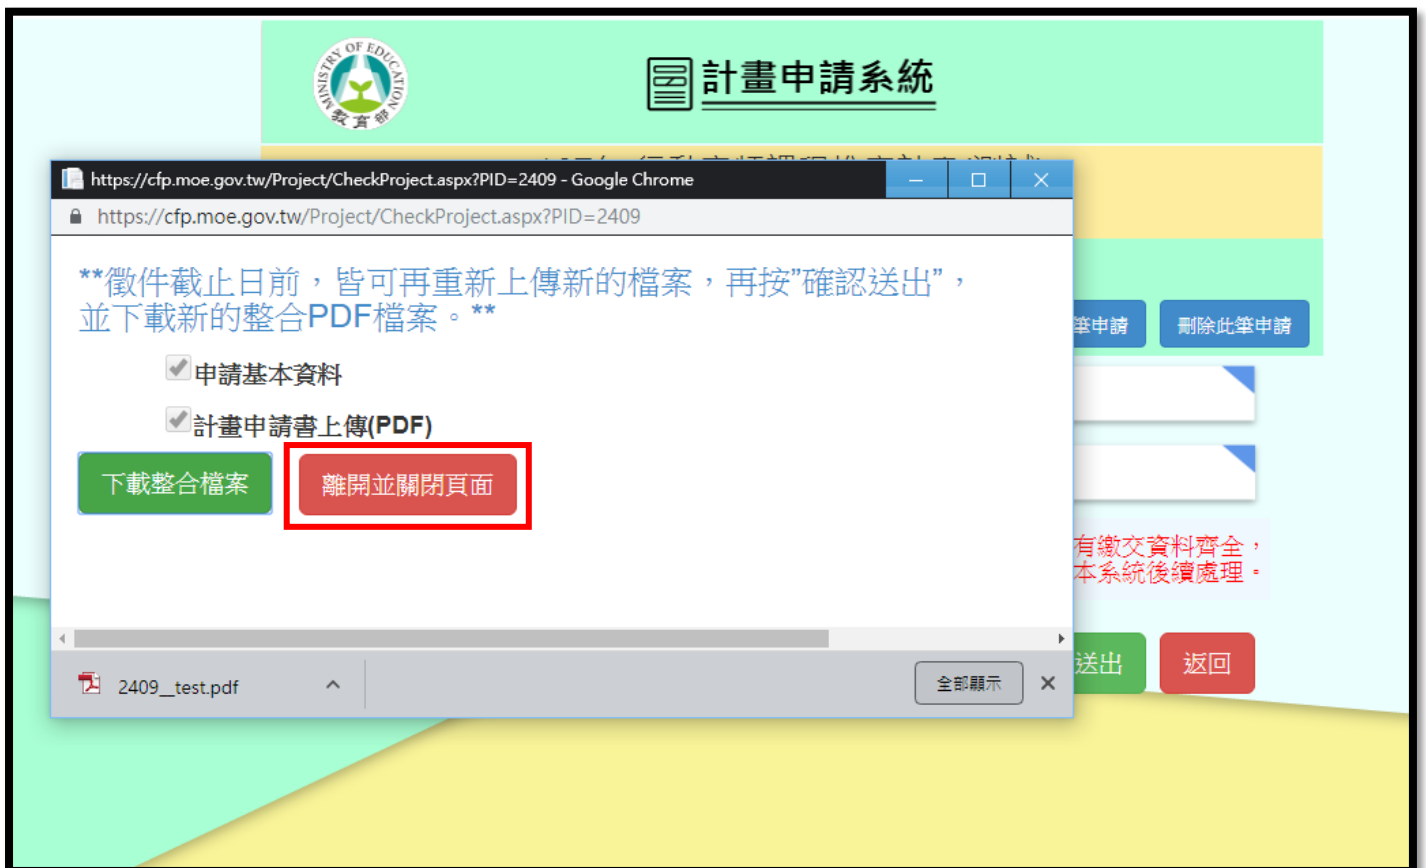 MINISTRY OF EDUCATION
教育部
計畫申請系統
https://cfp.moe.gov.tw/Project/CheckProject.aspx?PID=2409 - Google Chrome
https://cfp.moe.gov.tw/Project/CheckProject.aspx?PID=2409
**徵件截止日前，皆可再重新上傳新的檔案，再按”確認送出”，
並下載新的整合PDF檔案。**
筆申請
刪除此筆申請
申請基本資料
計畫申請書上傳(PDF)
下載整合檔案
離開並關閉頁面
有繳交資料齊全，
本系統後續處理。
送出
返回
2409__test.pdf
全部顯示